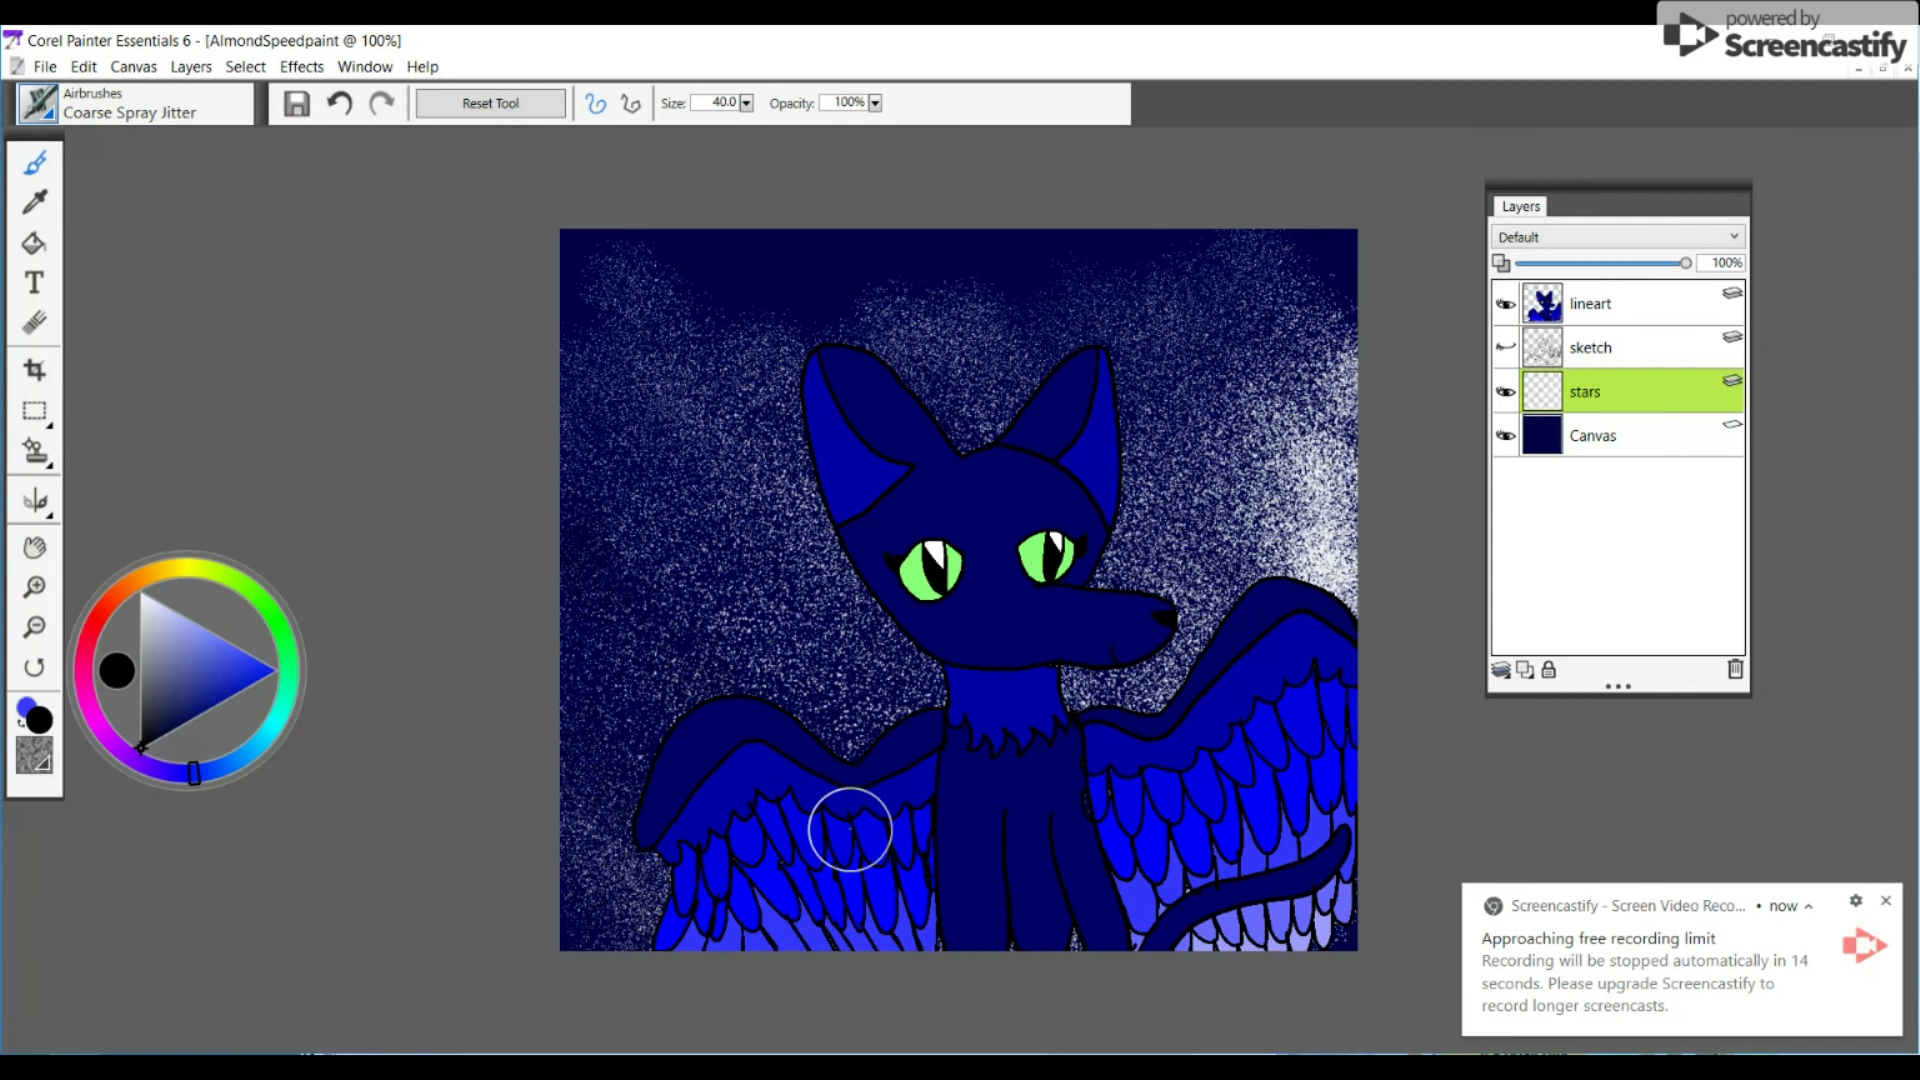 powered by
Screencastify
Corel Painter Essentials 6 - [AlmondSpeedpaint @ 100%]
File Edit Canvas Layers Select Effects Window Help
Airbrushes
Coarse Spray Jitter
Reset Tool
Size: 40.0
Opacity: 100%
T
Layers
Default
100%
lineart
sketch
stars
Canvas
Screencastify - Screen Video Reco... • now
Approaching free recording limit
Recording will be stopped automatically in 14
seconds. Please upgrade Screencastify to
record longer screencasts.